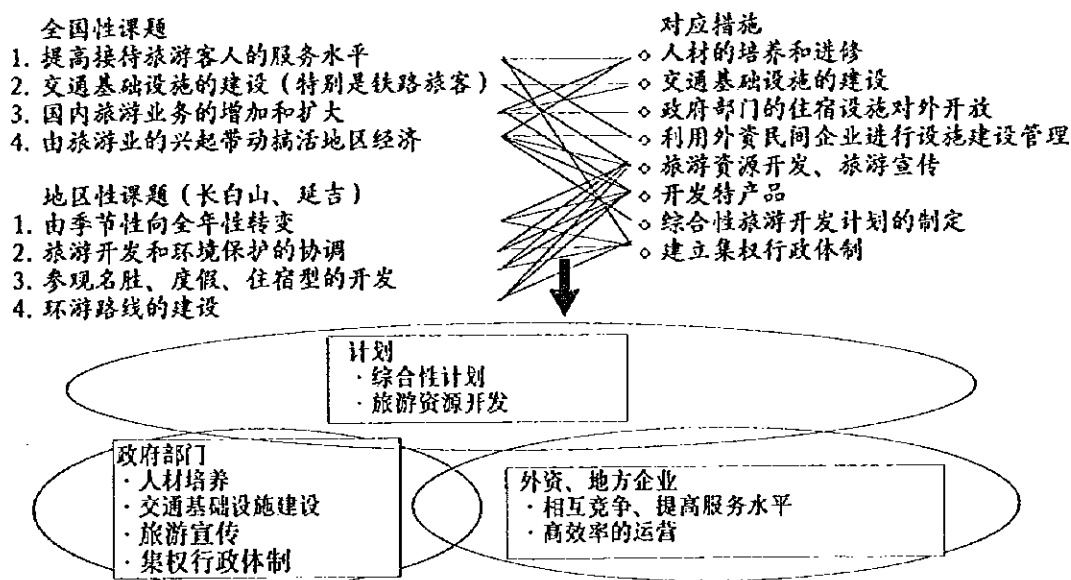 全国性课题
1. 提高接待旅游客人的服务水平
2. 交通基础设施的建设（特别是铁路旅客）
3. 国内旅游业务的增加和扩大
4. 由旅游业的兴起带动搞活地区经济
地区性课题（长白山、延吉）
1. 由季节性向全年性转变
2. 旅游开发和环境保护的协调
3. 参现名胜、度假、住宿型的开发
4. 环游路线的建设
对应措施
◇ 人材的培养和进修
◇ 交通基础设施的建设
◇ 政府部门的住宿设施对外开放
◇ 利用外资民间企业进行设施建设管理
◇ 旅游资源开发、旅游宣传
◇ 开发特产品
◇ 综合性旅游开发计划的制定
◇ 建立集权行政体制
计划
· 综合性计划
· 旅游资源开发
政府部门
· 人材培养
· 交通基础设施建设
· 旅游宣传
· 集权行政体制
外资、地方企业
· 相互竞争、提高服务水平
· 高效率的运营